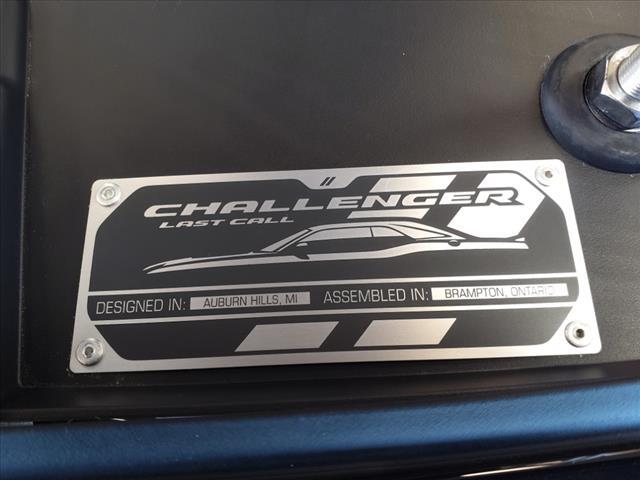 CHALLENGER
LAST CALL
DESIGNED IN: AUBURN HILLS, MI ASSEMBLED IN: BRAMPTON, ONTARIO